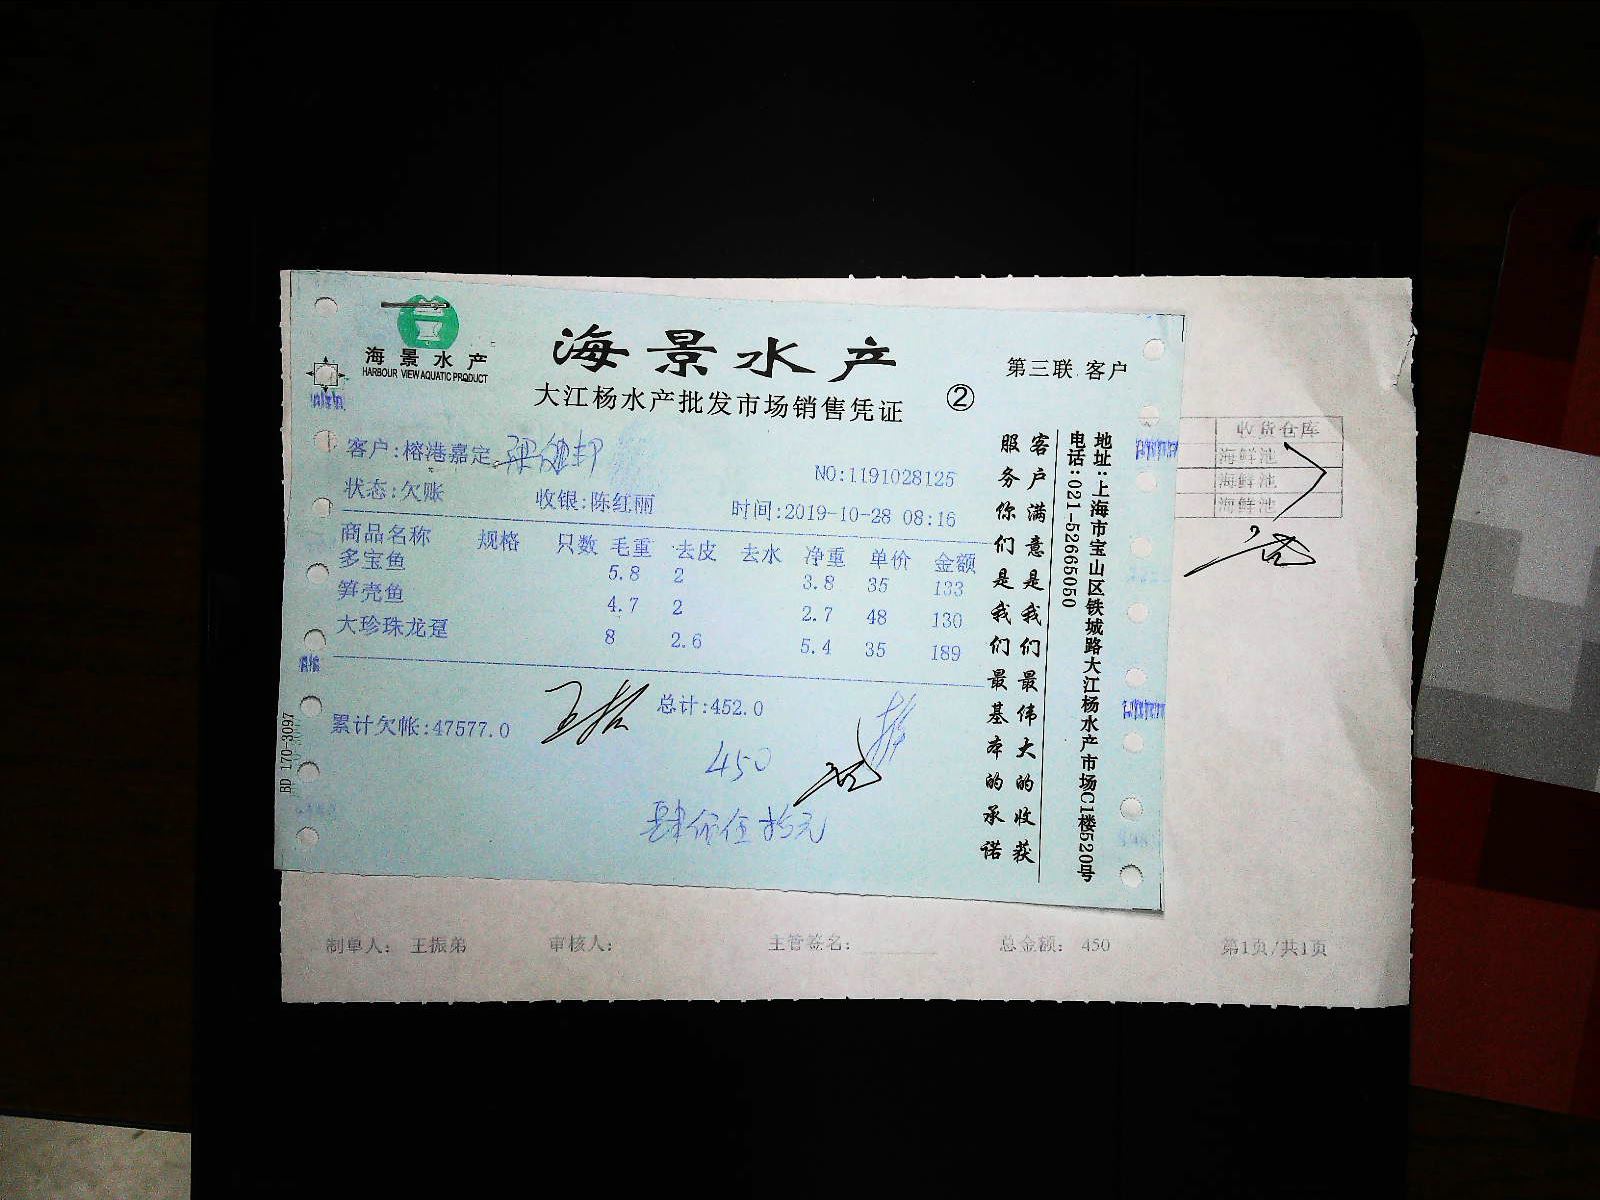 海景水产
HARBOUR VIEW AQUATIC PRODUCT
海景水产
大江杨水产批发市场销售凭证
②
第三联 客户
客户:榕港嘉定
NO:1191028125
状态:欠账 收银:陈红丽 时间:2019-10-28 08:16
商品名称 规格 只数 毛重 去皮 去水 净重 单价 金额
多宝鱼 5.8 2 3.8 35 133
笋壳鱼 4.7 2 2.7 48 130
大珍珠龙趸 8 2.6 5.4 35 189
总计:452.0
累计欠帐:47577.0
450
肆佰伍拾元
客户满意是我们最伟大的收获
服务你们是我们最基本的承诺
地址:上海市宝山区铁城路大江杨水产市场C1楼520号
电话:021-52665050
BD 170-3097
收货仓库
海鲜池
海鲜池
海鲜池
制单人: 王振弟 审核人: 主管签名: 总金额: 450 第1页/共1页